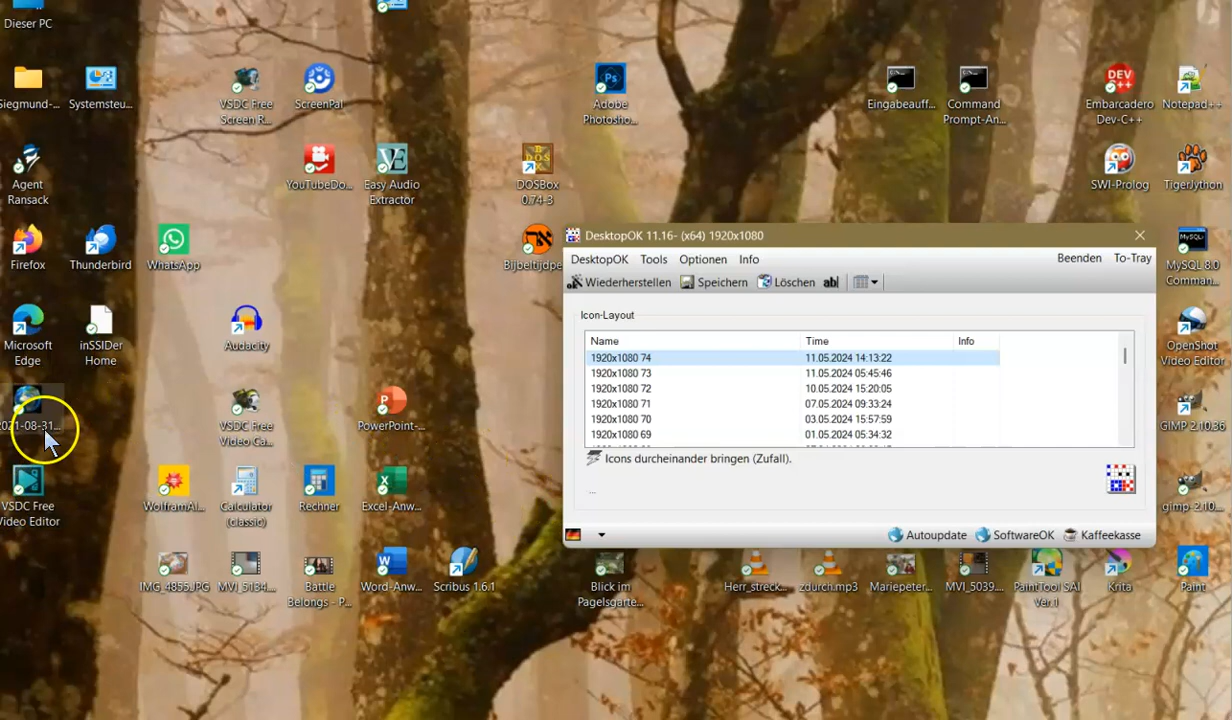 Dieser PC
Siegmund-...
Systemsteu...
VSDC Free
Screen R...
ScreenPal
Adobe
Photosho...
Eingabeauff...
Command
Prompt-An...
Embarcadero
Dev-C++
Notepad++
Agent
Ransack
YouTubeDo...
Easy Audio
Extractor
DOSBox
0.74-3
SWI-Prolog
TigerJython
Firefox
Thunderbird
WhatsApp
Bijbeltijdpe
DesktopOK 11.16- (x64) 1920x1080
DesktopOK Tools Optionen Info Beenden To-Tray
Wiederherstellen Speichern Löschen ab|
Icon-Layout
Name Time Info
1920x1080 74 11.05.2024 14:13:22
1920x1080 73 11.05.2024 05:45:46
1920x1080 72 10.05.2024 15:20:05
1920x1080 71 07.05.2024 09:33:24
1920x1080 70 03.05.2024 15:57:59
1920x1080 69 01.05.2024 05:34:32
Icons durcheinander bringen (Zufall).
...
Autoupdate SoftwareOK Kaffeekasse
MySQL 8.0
Comman...
Microsoft
Edge
inSSIDer
Home
Audacity
OpenShot
Video Editor
2021-08-31...
VSDC Free
Video Ca...
PowerPoint-...
GIMP 2.10.36
VSDC Free
Video Editor
WolframAl...
Calculator
(classic)
Rechner
Excel-Anw...
gimp-2.10...
IMG_4855.JPG
MVI_5134...
Battle
Belongs - P...
Word-Anw...
Scribus 1.6.1
Blick im
Pagelsgarte...
Herr_streck...
zdurcn.mp3
Mariepeter...
MVI_5039...
PaintTool SAI
Ver.1
Krita
Paint